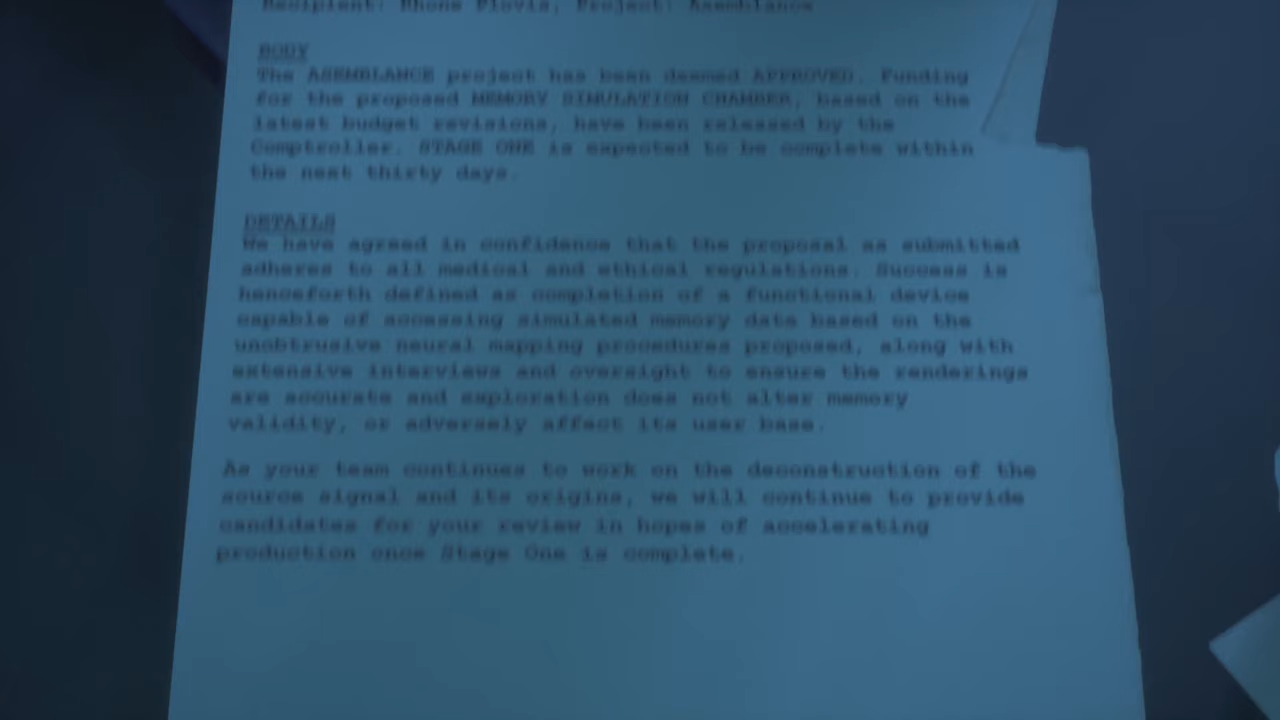 Recipient: Rhone Plovis, Project: Asemblance
BODY
The ASEMBLANCE project has been deemed APPROVED. Funding
for the proposed MEMORY SIMULATION CHAMBER, based on the
latest budget revisions, have been released by the
Comptroller. STAGE ONE is expected to be complete within
the next thirty days.
DETAILS
We have agreed in confidence that the proposal as submitted
adheres to all medical and ethical regulations. Success is
henceforth defined as completion of a functional device
capable of accessing simulated memory data based on the
unobtrusive neural mapping procedures proposed, along with
extensive interviews and oversight to ensure the renderings
are accurate and exploration does not alter memory
validity, or adversely affect its user base.
As your team continues to work on the deconstruction of the
source signal and its origins, we will continue to provide
candidates for your review in hopes of accelerating
production once Stage One is complete.